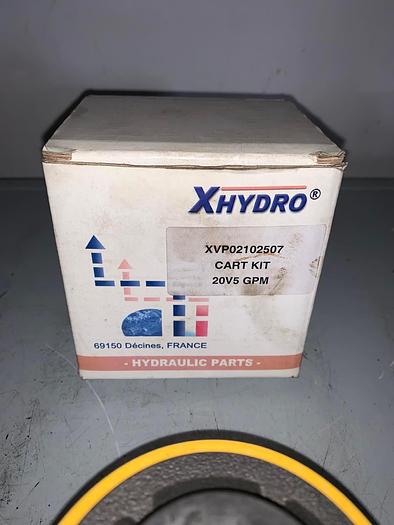 XHYDRO®
XVP02102507
CART KIT
20V5 GPM
69150 Décines, FRANCE
- HYDRAULIC PARTS -